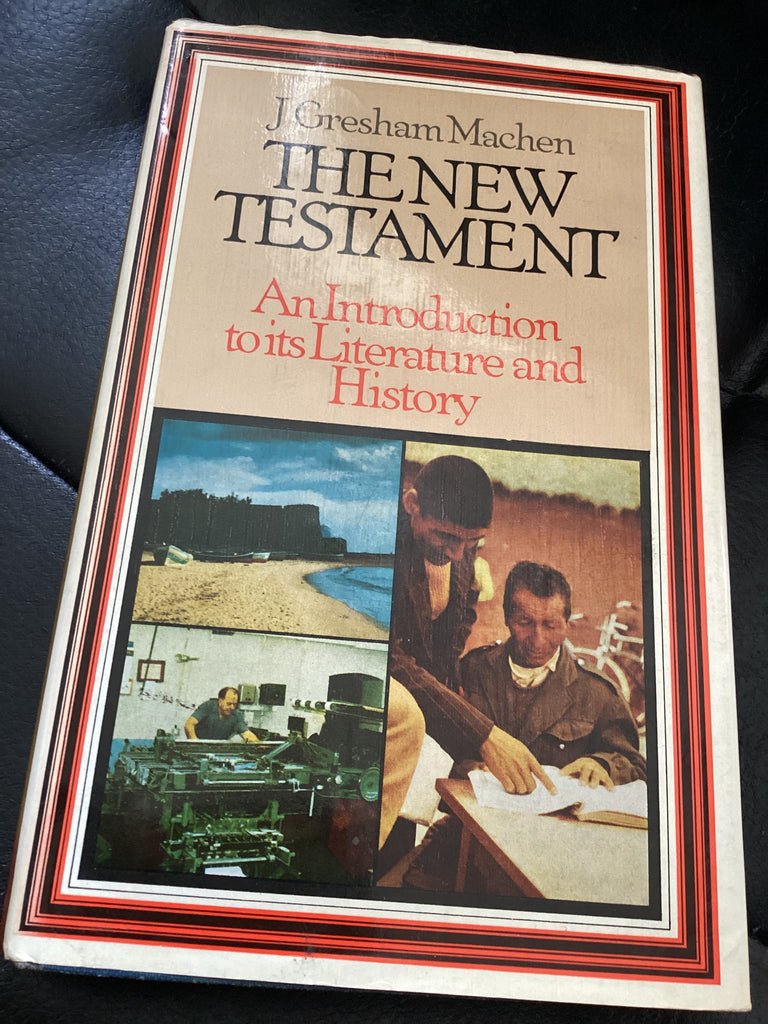 J Gresham Machen
THE NEW
TESTAMENT
An Introduction
to its Literature and
History